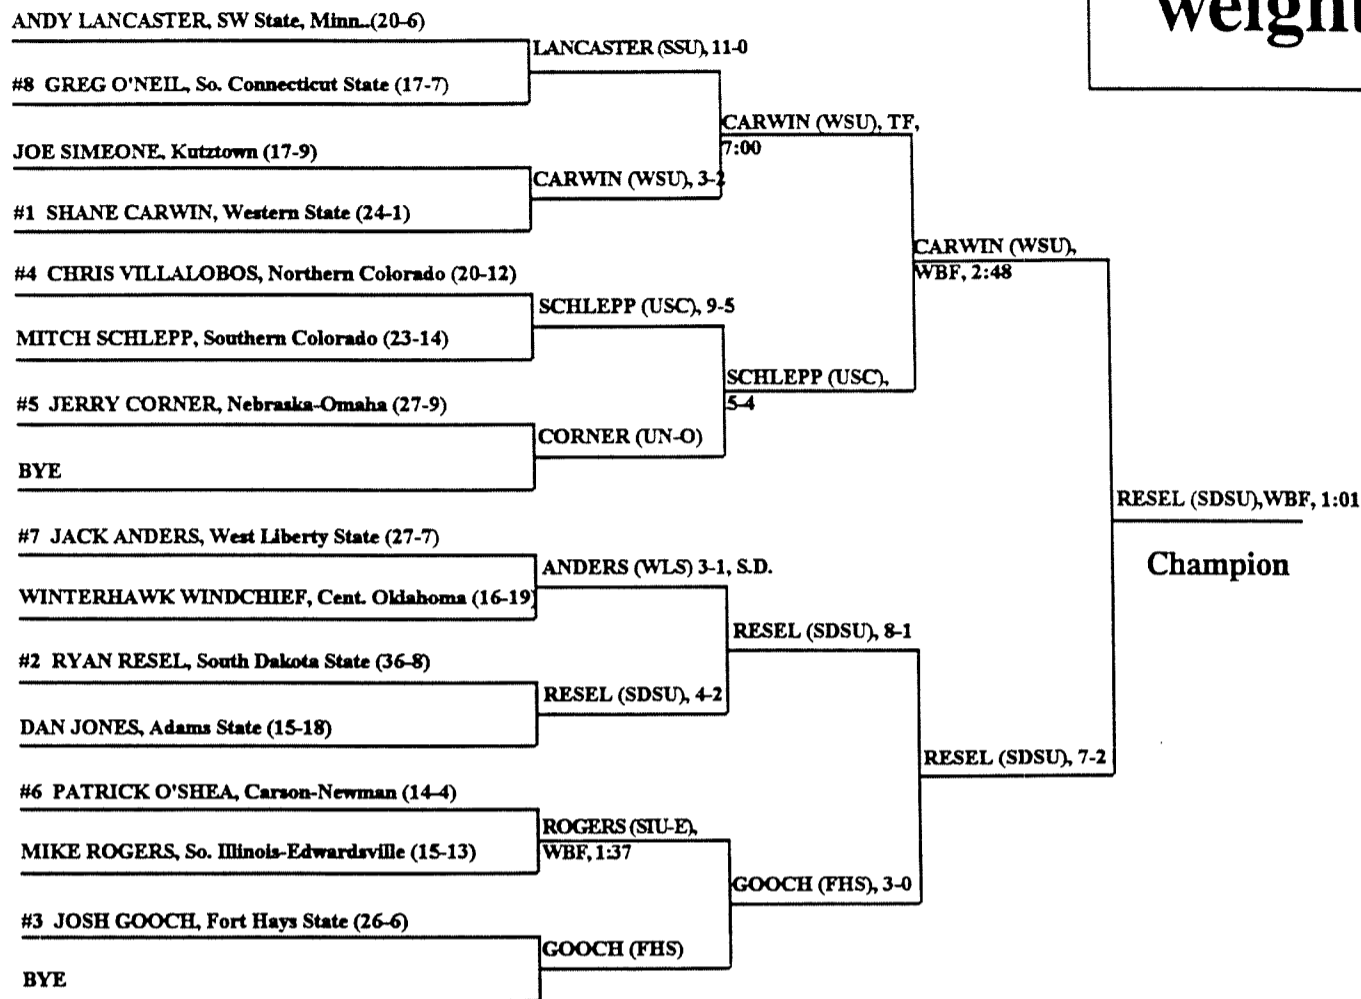 weight
ANDY LANCASTER, SW State, Minn..(20-6)
LANCASTER (SSU), 11-0
#8 GREG O'NEIL, So. Connecticut State (17-7)
CARWIN (WSU), TF,
7:00
JOE SIMEONE, Kutztown (17-9)
CARWIN (WSU), 3-2
#1 SHANE CARWIN, Western State (24-1)
CARWIN (WSU),
WBF, 2:48
#4 CHRIS VILLALOBOS, Northern Colorado (20-12)
SCHLEPP (USC), 9-5
MITCH SCHLEPP, Southern Colorado (23-14)
SCHLEPP (USC),
5-4
#5 JERRY CORNER, Nebraska-Omaha (27-9)
CORNER (UN-O)
BYE
RESEL (SDSU),WBF, 1:01
Champion
#7 JACK ANDERS, West Liberty State (27-7)
ANDERS (WLS) 3-1, S.D.
WINTERHAWK WINDCHIEF, Cent. Oklahoma (16-19)
RESEL (SDSU), 8-1
#2 RYAN RESEL, South Dakota State (36-8)
RESEL (SDSU), 4-2
DAN JONES, Adams State (15-18)
RESEL (SDSU), 7-2
#6 PATRICK O'SHEA, Carson-Newman (14-4)
ROGERS (SIU-E),
WBF, 1:37
MIKE ROGERS, So. Illinois-Edwardsville (15-13)
GOOCH (FHS), 3-0
#3 JOSH GOOCH, Fort Hays State (26-6)
GOOCH (FHS)
BYE